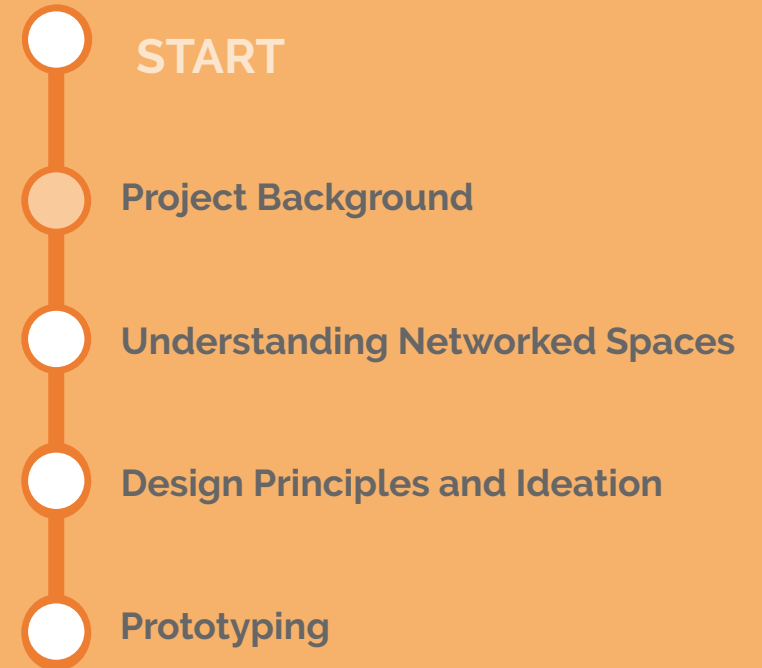 START
Project Background
Understanding Networked Spaces
Design Principles and Ideation
Prototyping